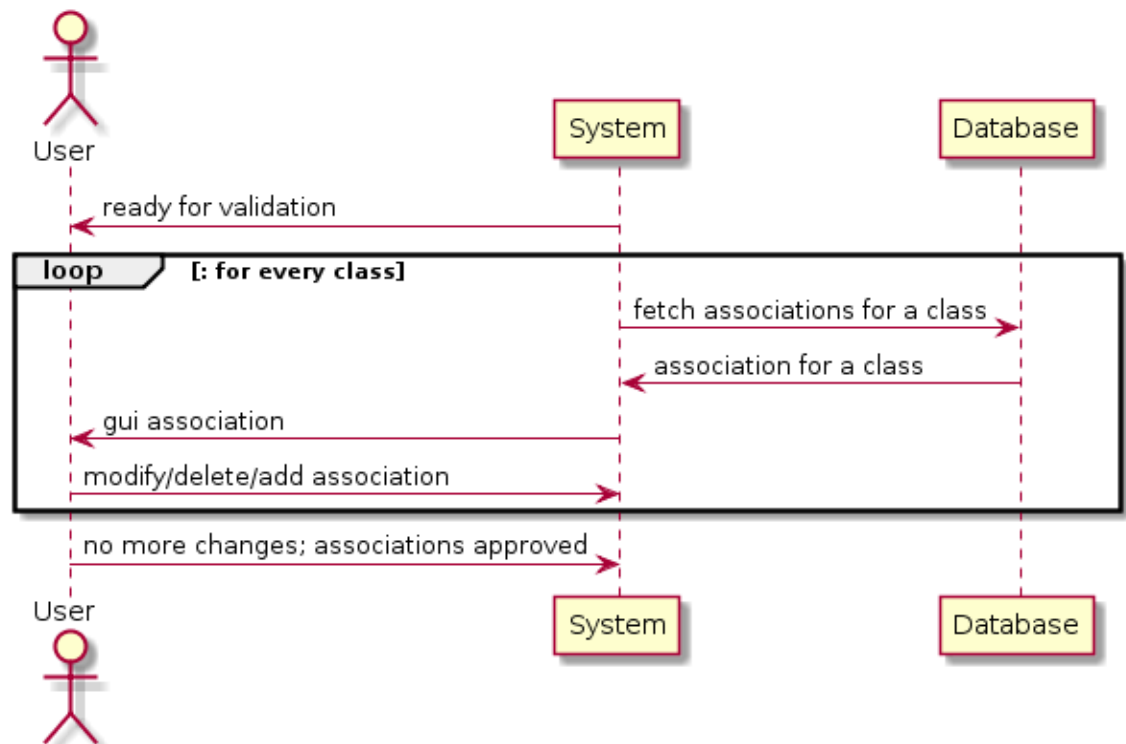 User
System
Database
ready for validation
loop
[: for every class]
fetch associations for a class
association for a class
gui association
modify/delete/add association
no more changes; associations approved
User
System
Database